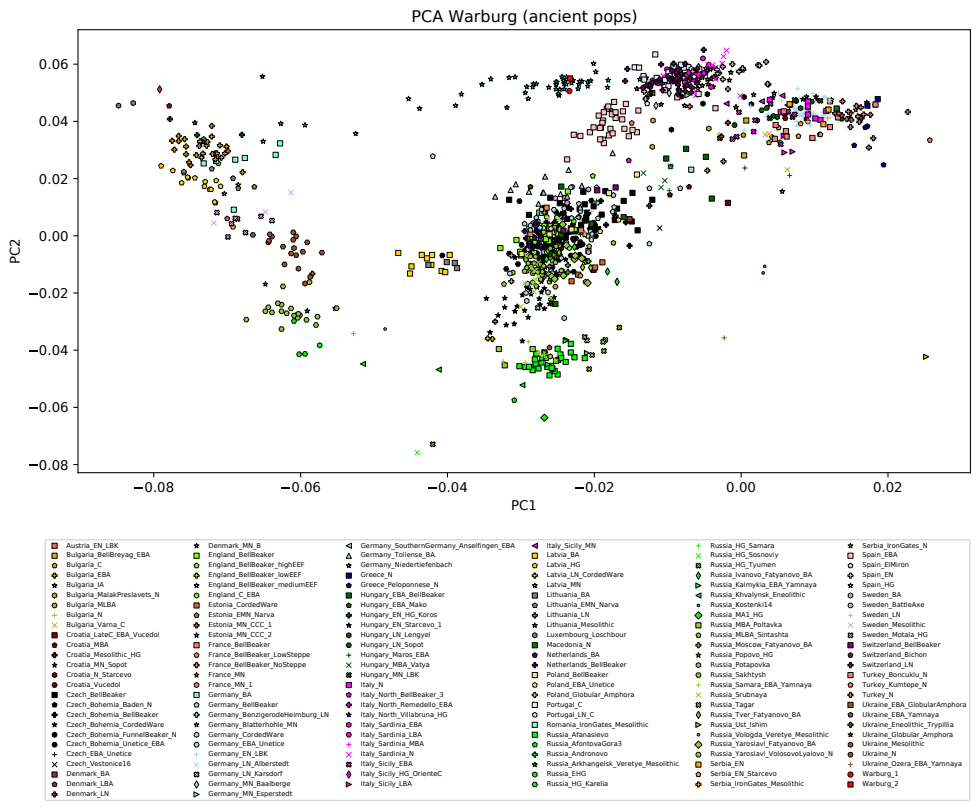 PCA Warburg (ancient pops)
0.06
0.04
0.02
0.00
−0.02
−0.04
−0.06
−0.08
PC2
−0.08 −0.06 −0.04 −0.02 0.00 0.02
PC1
Austria_EN_LBK
Bulgaria_BellBreyag_EBA
Bulgaria_C
Bulgaria_EBA
Bulgaria_IA
Bulgaria_MalakPreslavets_N
Bulgaria_MLBA
Bulgaria_N
Bulgaria_Varna_C
Croatia_LateC_EBA_Vucedol
Croatia_MBA
Croatia_Mesolithic_HG
Croatia_MN_Sopot
Croatia_N_Starcevo
Croatia_Vucedol
Czech_BellBeaker
Czech_Bohemia_Baden_N
Czech_Bohemia_BellBeaker
Czech_Bohemia_CordedWare
Czech_Bohemia_FunnelBeaker_N
Czech_Bohemia_Unetice_EBA
Czech_EBA_Unetice
Czech_Vestonice16
Denmark_BA
Denmark_LBA
Denmark_LN
Denmark_MN_B
England_BellBeaker
England_BellBeaker_highEEF
England_BellBeaker_lowEEF
England_BellBeaker_mediumEEF
England_C_EBA
Estonia_CordedWare
Estonia_EMN_Narva
Estonia_MN_CCC_1
Estonia_MN_CCC_2
France_BellBeaker
France_BellBeaker_LowSteppe
France_BellBeaker_NoSteppe
France_MN
France_MN_1
Germany_BA
Germany_BellBeaker
Germany_BenzigerodeHeimburg_LN
Germany_Blatterhohle_MN
Germany_CordedWare
Germany_EBA_Unetice
Germany_EN_LBK
Germany_LN_Alberstedt
Germany_LN_Karsdorf
Germany_MN_Baalberge
Germany_MN_Esperstedt
Germany_SouthernGermany_Anselfingen_EBA
Germany_Tollense_BA
Germany_Niedertiefenbach
Greece_N
Greece_Peloponnese_N
Hungary_EBA_BellBeaker
Hungary_EBA_Mako
Hungary_EN_HG_Koros
Hungary_EN_Starcevo_1
Hungary_LN_Lengyel
Hungary_LN_Sopot
Hungary_Maros_EBA
Hungary_MBA_Vatya
Hungary_MN_LBK
Italy_N
Italy_North_BellBeaker_3
Italy_North_Remedello_EBA
Italy_North_Villabruna_HG
Italy_Sardinia_EBA
Italy_Sardinia_LBA
Italy_Sardinia_MBA
Italy_Sardinia_N
Italy_Sicily_EBA
Italy_Sicily_HG_OrienteC
Italy_Sicily_LBA
Italy_Sicily_MN
Latvia_BA
Latvia_HG
Latvia_LN_CordedWare
Latvia_MN
Lithuania_BA
Lithuania_EMN_Narva
Lithuania_LN
Lithuania_Mesolithic
Luxembourg_Loschbour
Macedonia_N
Netherlands_BA
Netherlands_BellBeaker
Poland_BellBeaker
Poland_EBA_Unetice
Poland_Globular_Amphora
Portugal_C
Portugal_LN_C
Romania_IronGates_Mesolithic
Russia_Afanasievo
Russia_AfontovaGora3
Russia_Andronovo
Russia_Arkhangelsk_Veretye_Mesolithic
Russia_EHG
Russia_HG_Karelia
Russia_HG_Samara
Russia_HG_Sosnoviy
Russia_HG_Tyumen
Russia_Ivanovo_Fatyanovo_BA
Russia_Kalmykia_EBA_Yamnaya
Russia_Khvalynsk_Eneolithic
Russia_Kostenki14
Russia_MA1_HG
Russia_MBA_Poltavka
Russia_MLBA_Sintashta
Russia_Moscow_Fatyanovo_BA
Russia_Popovo_HG
Russia_Potapovka
Russia_Sakhtysh
Russia_Samara_EBA_Yamnaya
Russia_Srubnaya
Russia_Tagar
Russia_Tver_Fatyanovo_BA
Russia_Ust_Ishim
Russia_Vologda_Veretye_Mesolithic
Russia_Yaroslavl_Fatyanovo_BA
Russia_Yaroslavl_VolosovoLyalovo_N
Serbia_EN
Serbia_EN_Starcevo
Serbia_IronGates_Mesolithic
Serbia_IronGates_N
Spain_EBA
Spain_ElMiron
Spain_EN
Spain_HG
Sweden_BA
Sweden_BattleAxe
Sweden_LN
Sweden_Mesolithic
Sweden_Motala_HG
Switzerland_BellBeaker
Switzerland_Bichon
Switzerland_LN
Turkey_Boncuklu_N
Turkey_Kumtepe_N
Turkey_N
Ukraine_EBA_GlobularAmphora
Ukraine_EBA_Yamnaya
Ukraine_Eneolithic_Trypillia
Ukraine_Globular_Amphora
Ukraine_Mesolithic
Ukraine_N
Ukraine_Ozera_EBA_Yamnaya
Warburg_1
Warburg_2